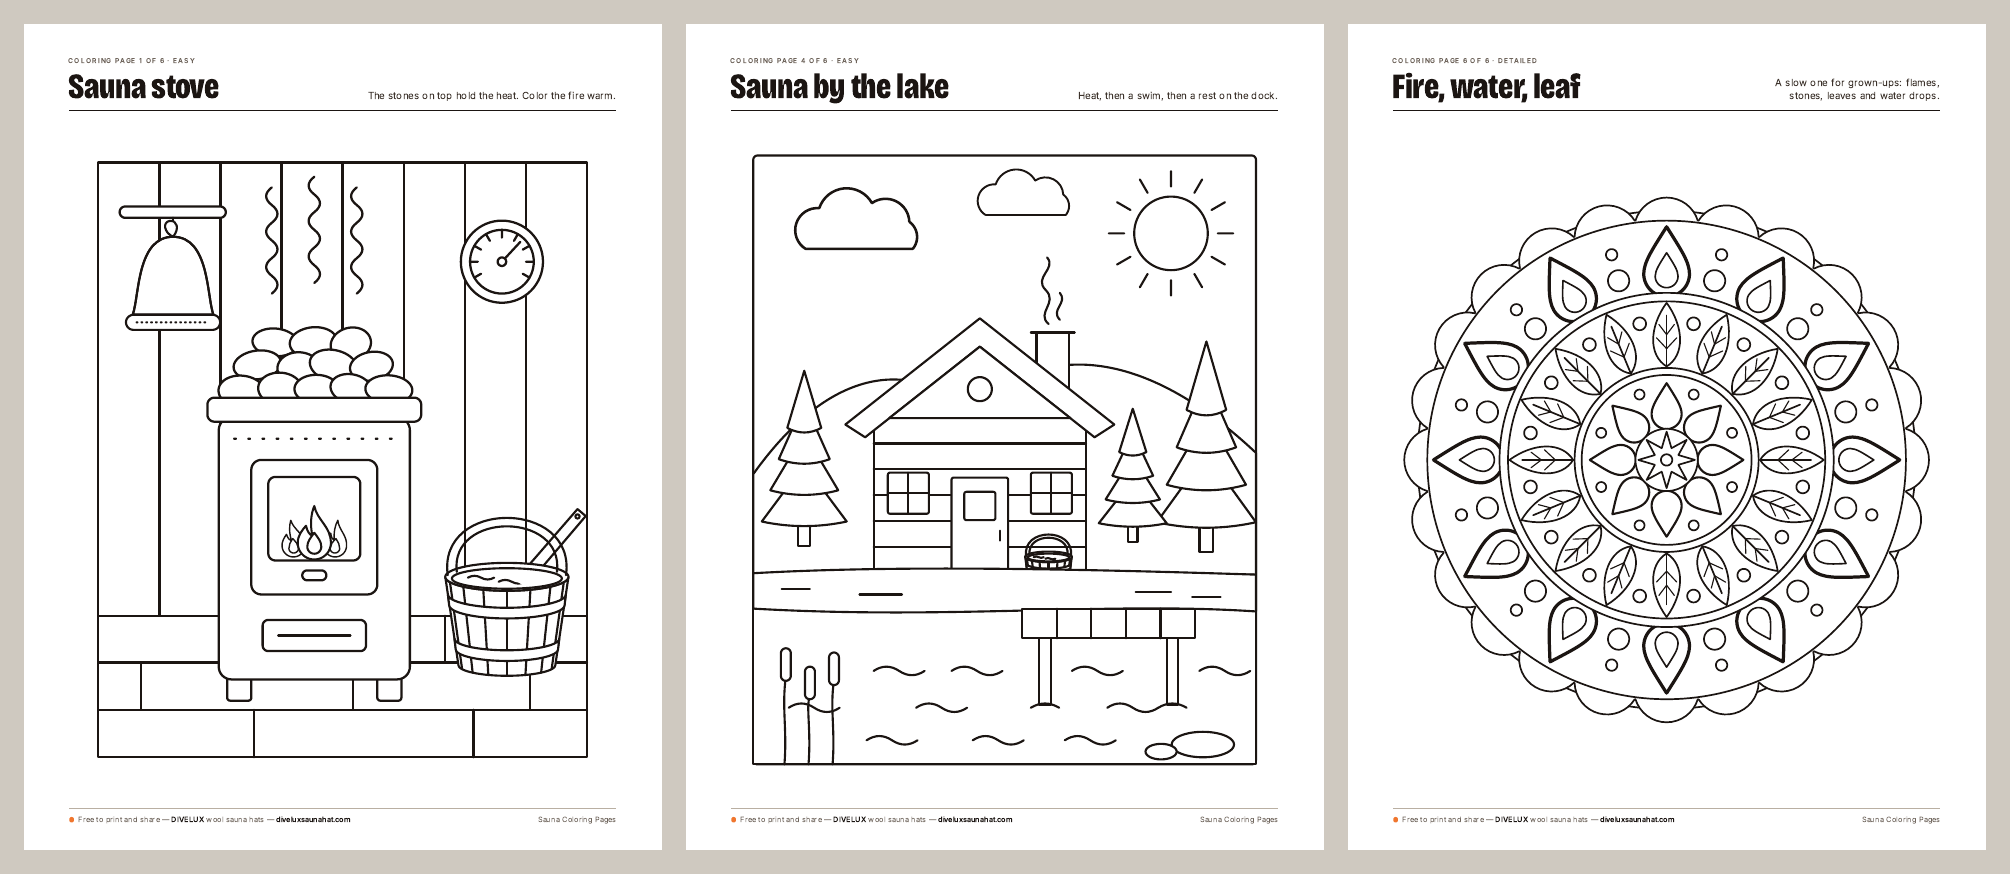 COLORING PAGE 1 OF 6 · EASY
Sauna stove
The stones on top hold the heat. Color the fire warm.
Free to print and share — DIVELUX wool sauna hats — diveluxsaunahat.com
Sauna Coloring Pages
COLORING PAGE 4 OF 6 · EASY
Sauna by the lake
Heat, then a swim, then a rest on the dock.
Free to print and share — DIVELUX wool sauna hats — diveluxsaunahat.com
Sauna Coloring Pages
COLORING PAGE 6 OF 6 · DETAILED
Fire, water, leaf
A slow one for grown-ups: flames,
stones, leaves and water drops.
Free to print and share — DIVELUX wool sauna hats — diveluxsaunahat.com
Sauna Coloring Pages